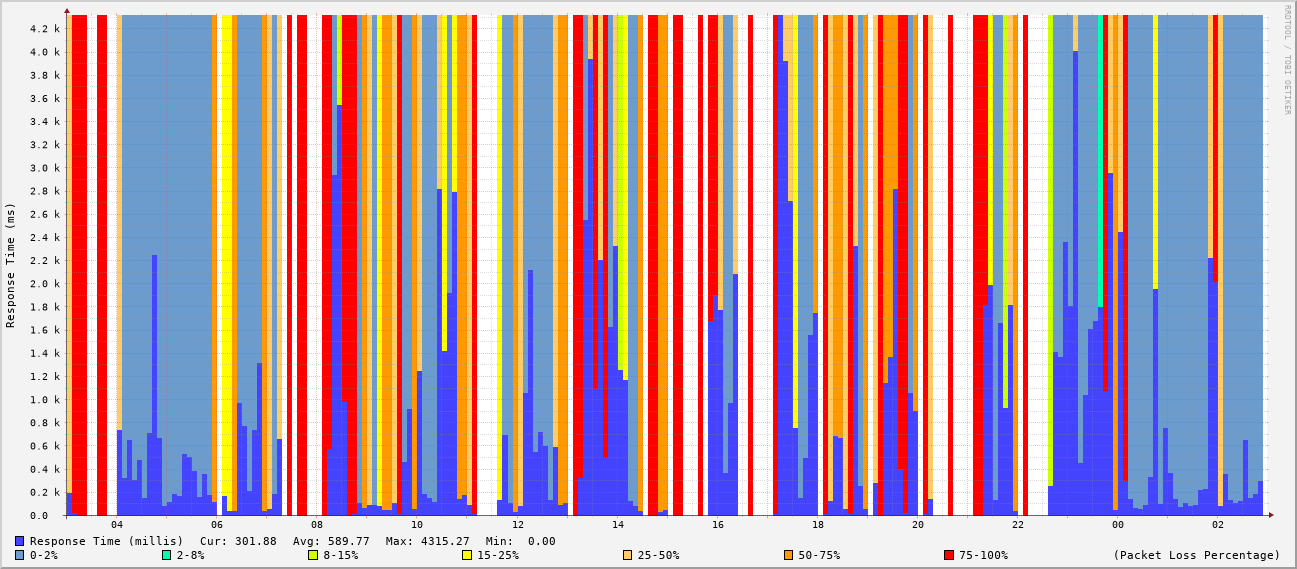 RRDTOOL / TOBI OETIKER
Response Time (ms)
4.2 k
4.0 k
3.8 k
3.6 k
3.4 k
3.2 k
3.0 k
2.8 k
2.6 k
2.4 k
2.2 k
2.0 k
1.8 k
1.6 k
1.4 k
1.2 k
1.0 k
0.8 k
0.6 k
0.4 k
0.2 k
0.0
04 06 08 10 12 14 16 18 20 22 00 02
Response Time (millis) Cur: 301.88 Avg: 589.77 Max: 4315.27 Min: 0.00
0-2% 2-8% 8-15% 15-25% 25-50% 50-75% 75-100% (Packet Loss Percentage)